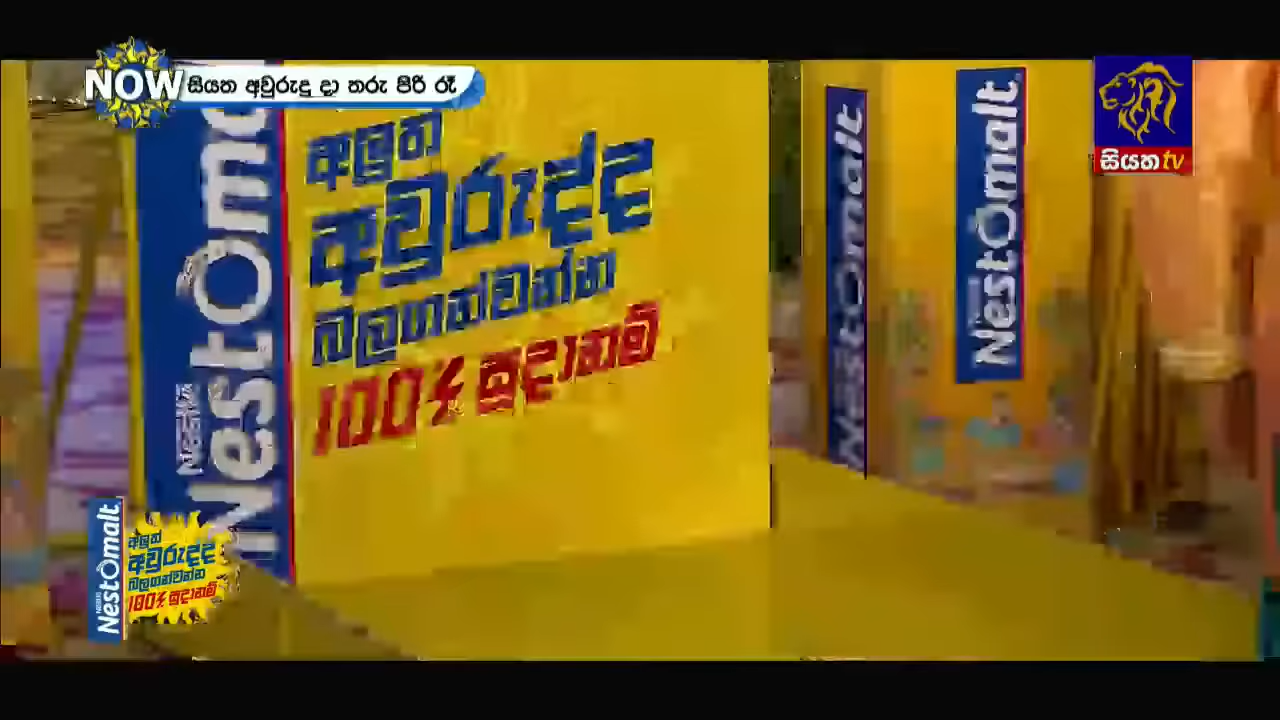 NOW සියත අවුරුදු දා තරු පිරි රෑ
සියත tv
Nestlé
Nestomalt
අලුත්
අවුරුද්ද
බලගන්වන්න
100% සූදානම්
Nestomalt
Nestomalt
Nestomalt
අලුත්
අවුරුද්ද
බලගන්වන්න
100% සූදානම්